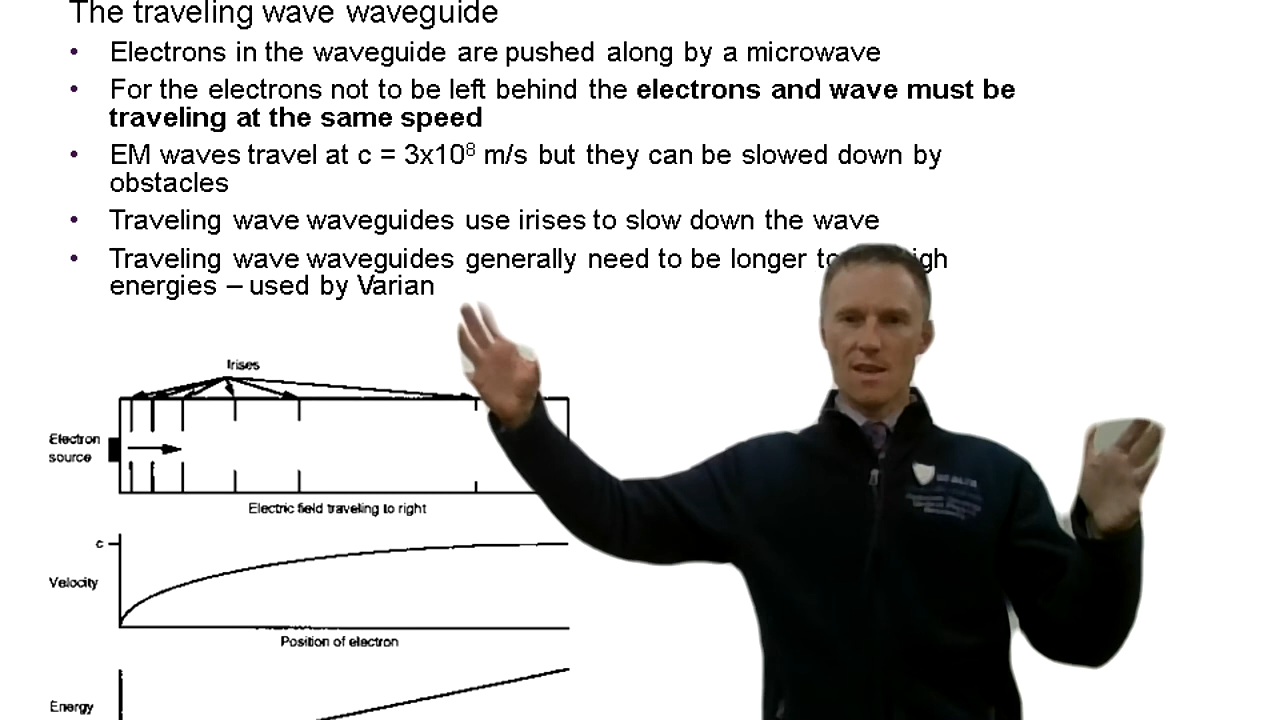 The traveling wave waveguide
• Electrons in the waveguide are pushed along by a microwave
• For the electrons not to be left behind the electrons and wave must be
traveling at the same speed
• EM waves travel at c = 3x10⁸ m/s but they can be slowed down by
obstacles
• Traveling wave waveguides use irises to slow down the wave
• Traveling wave waveguides generally need to be longer
energies – used by Varian
Irises
Electron
source
Electric field traveling to right
c
Velocity
Position of electron
Energy